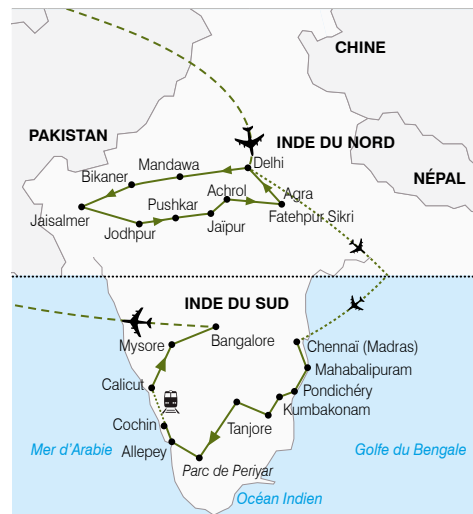 CHINE
PAKISTAN
INDE DU NORD
NÉPAL
Delhi
Mandawa
Bikaner
Achrol
Agra
Pushkar
Jaisalmer
Fatehpur Sikri
Jaïpur
Jodhpur
INDE DU SUD
Bangalore
Mysore
Chennaï (Madras)
Mahabalipuram
Calicut
Pondichéry
Kumbakonam
Cochin
Tanjore
Mer d'Arabie
Allepey
Golfe du Bengale
Parc de Periyar
Océan Indien